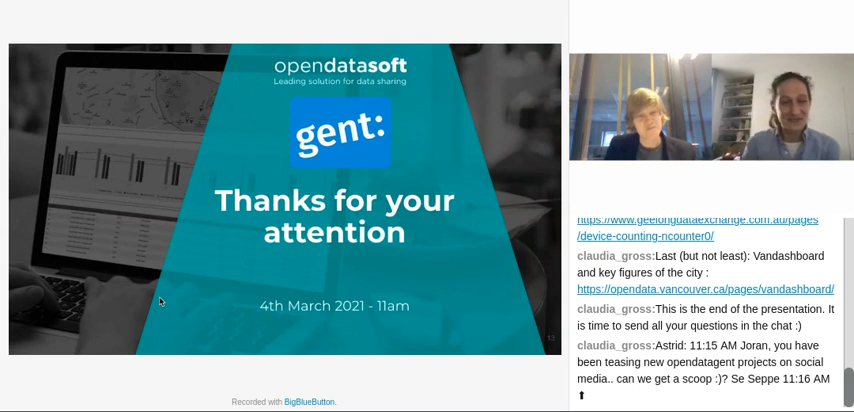 opendatasoft
Leading solution for data sharing
gent:
Thanks for your
attention
4th March 2021 - 11am
13
Recorded with BigBlueButton.
https://www.geelongdataexchange.com.au/pages
/device-counting-ncounter0/
claudia_gross:Last (but not least): Vandashboard
and key figures of the city :
https://opendata.vancouver.ca/pages/vandashboard/
claudia_gross:This is the end of the presentation. It
is time to send all your questions in the chat :)
claudia_gross:Astrid: 11:15 AM Joran, you have
been teasing new opendatagent projects on social
media.. can we get a scoop :)? Se Seppe 11:16 AM
⬆